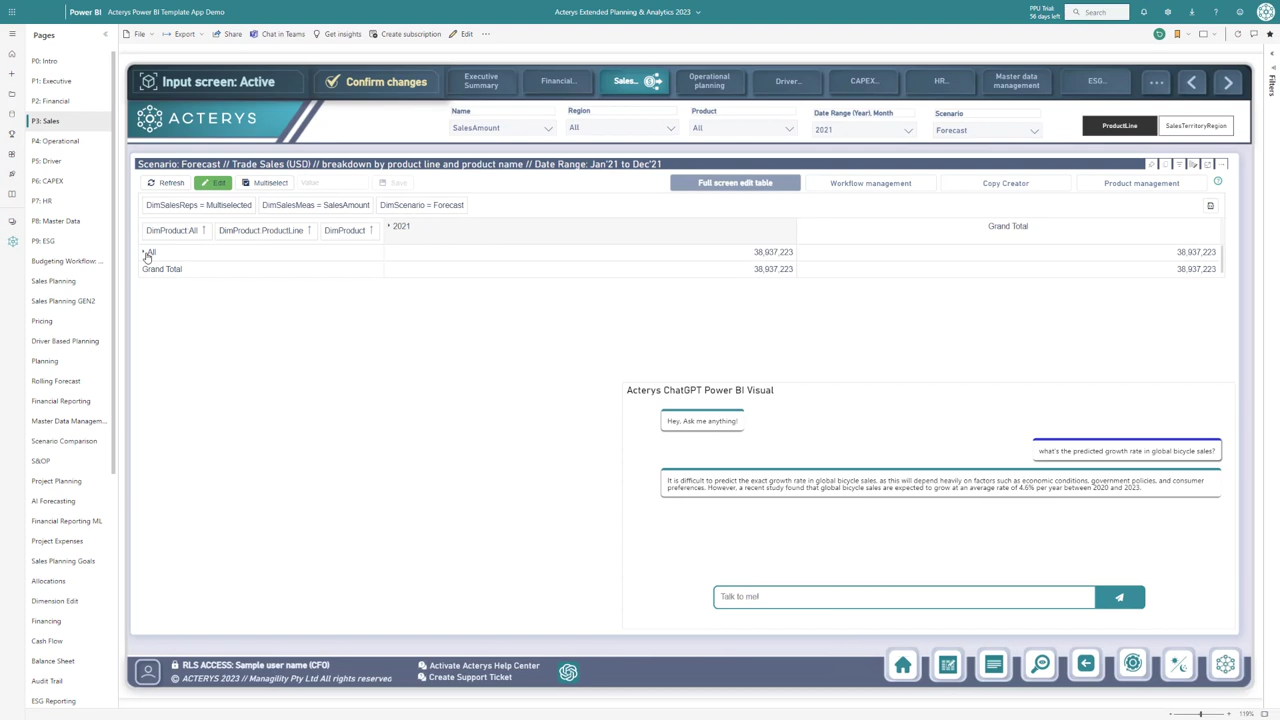 Power BI
Acterys Power BI Template App Demo
Acterys Extended Planning & Analytics 2023
PPU Trial
56 days left
Search
Pages
File
Export
Share
Chat in Teams
Get insights
Create subscription
Edit
Filters
P0: Intro
P1: Executive
P2: Financial
P3: Sales
P4: Operational
P5: Driver
P6: CAPEX
P7: HR
P8: Master Data
P9: ESG
Budgeting Workflow: ...
Sales Planning
Sales Planning GEN2
Pricing
Driver Based Planning
Planning
Rolling Forecast
Financial Reporting
Master Data Managem...
Scenario Comparison
S&OP
Project Planning
AI Forecasting
Financial Reporting ML
Project Expenses
Sales Planning Goals
Allocations
Dimension Edit
Financing
Cash Flow
Balance Sheet
Audit Trail
ESG Reporting
Input screen: Active
Confirm changes
Executive Summary
Financial...
Sales...
Operational planning
Driver...
CAPEX...
HR...
Master data management
ESG...
ACTERYS
Name
SalesAmount
Region
All
Product
All
Date Range (Year), Month
2021
Scenario
Forecast
ProductLine
SalesTerritoryRegion
Scenario: Forecast // Trade Sales (USD) // breakdown by product line and product name // Date Range: Jan'21 to Dec'21
Refresh
Edit
Multiselect
Value
Save
Full screen edit table
Workflow management
Copy Creator
Product management
DimSalesReps = Multiselected
DimSalesMeas = SalesAmount
DimScenario = Forecast
DimProduct All
DimProduct ProductLine
DimProduct
2021
Grand Total
All
38,937,223
38,937,223
Grand Total
38,937,223
38,937,223
Acterys ChatGPT Power BI Visual
Hey, Ask me anything!
what's the predicted growth rate in global bicycle sales?
It is difficult to predict the exact growth rate in global bicycle sales, as this will depend heavily on factors such as economic conditions, government policies, and consumer
preferences. However, a recent study found that global bicycle sales are expected to grow at an average rate of 4.6% per year between 2020 and 2023.
Talk to me!
RLS ACCESS: Sample user name (CFO)
© ACTERYS 2023 // Managility Pty Ltd All rights reserved
Activate Acterys Help Center
Create Support Ticket
119%